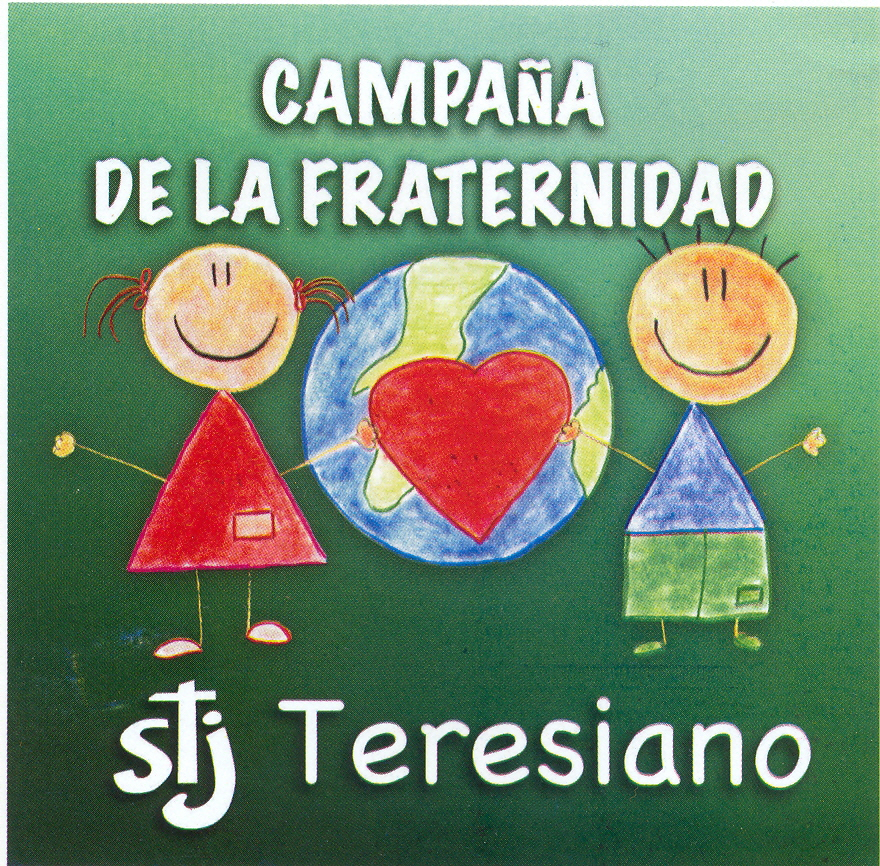 CAMPAÑA
DE LA FRATERNIDAD
stj Teresiano